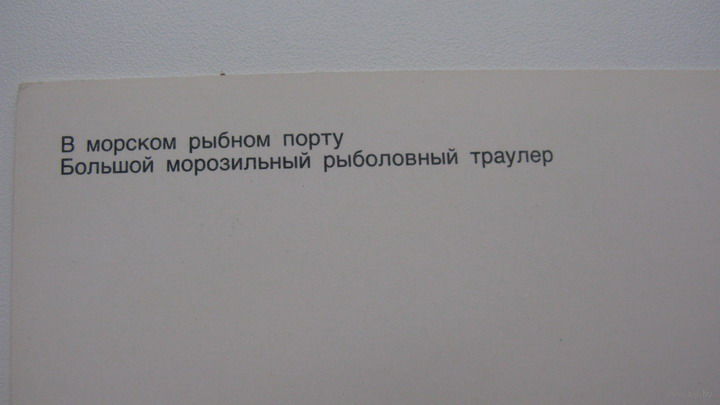 В морском рыбном порту
Большой морозильный рыболовный траулер